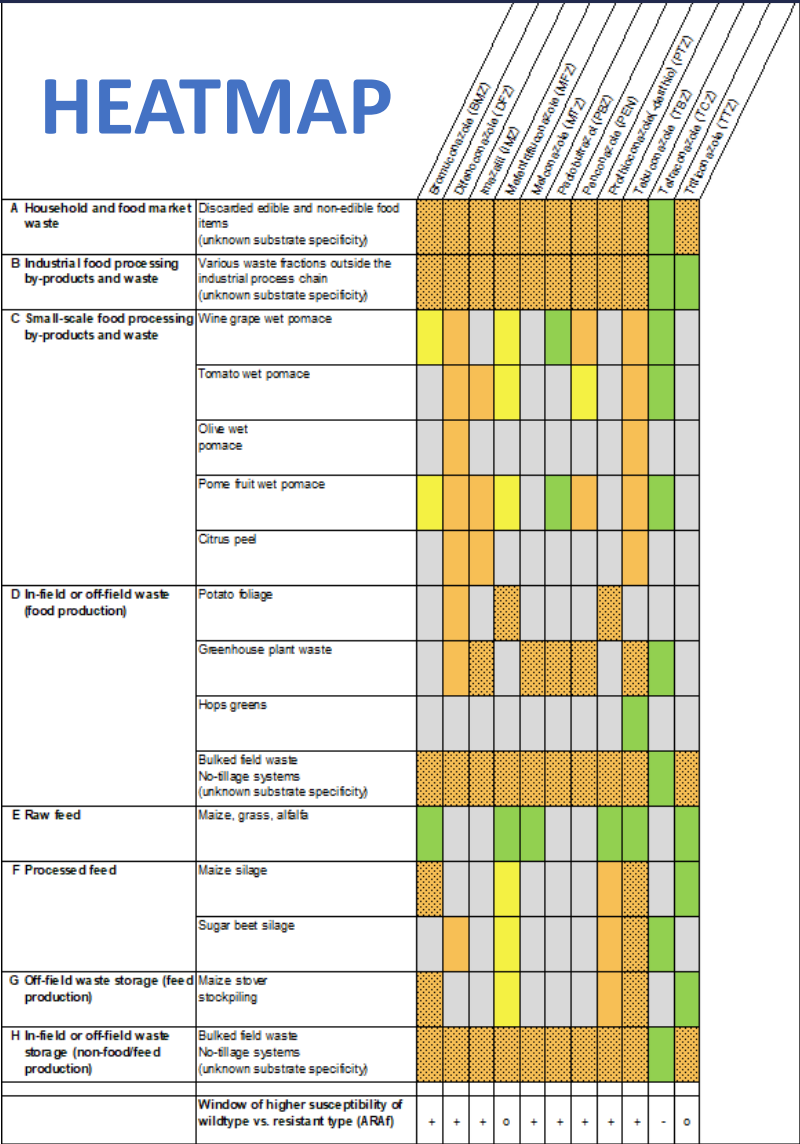 HEATMAP
Bromuconazole (BMZ)
Difenoconazole (DFZ)
Imazalil (IMZ)
Mefentrifluconazole (MFZ)
Metconazole (MTZ)
Paclobutrazol (PBZ)
Penconazole (PEN)
Prothioconazole(-desthio) (PTZ)
Tebuconazole (TBZ)
Tetraconazole (TCZ)
Triticonazole (TTZ)
A Household and food market
waste
Discarded edible and non-edible food
items
(unknown substrate specificity)
B Industrial food processing
by-products and waste
Various waste fractions outside the
industrial process chain
(unknown substrate specificity)
C Small-scale food processing
by-products and waste
Wine grape wet pomace
Tomato wet pomace
Olive wet
pomace
Pome fruit wet pomace
Citrus peel
D In-field or off-field waste
(food production)
Potato foliage
Greenhouse plant waste
Hops greens
Bulked field waste
No-tillage systems
(unknown substrate specificity)
E Raw feed
Maize, grass, alfalfa
F Processed feed
Maize silage
Sugar beet silage
G Off-field waste storage (feed
production)
Maize stover
stockpiling
H In-field or off-field waste
storage (non-food/feed
production)
Bulked field waste
No-tillage systems
(unknown substrate specificity)
Window of higher susceptibility of
wildtype vs. resistant type (ARAf)
+ + + o + + + + + - o